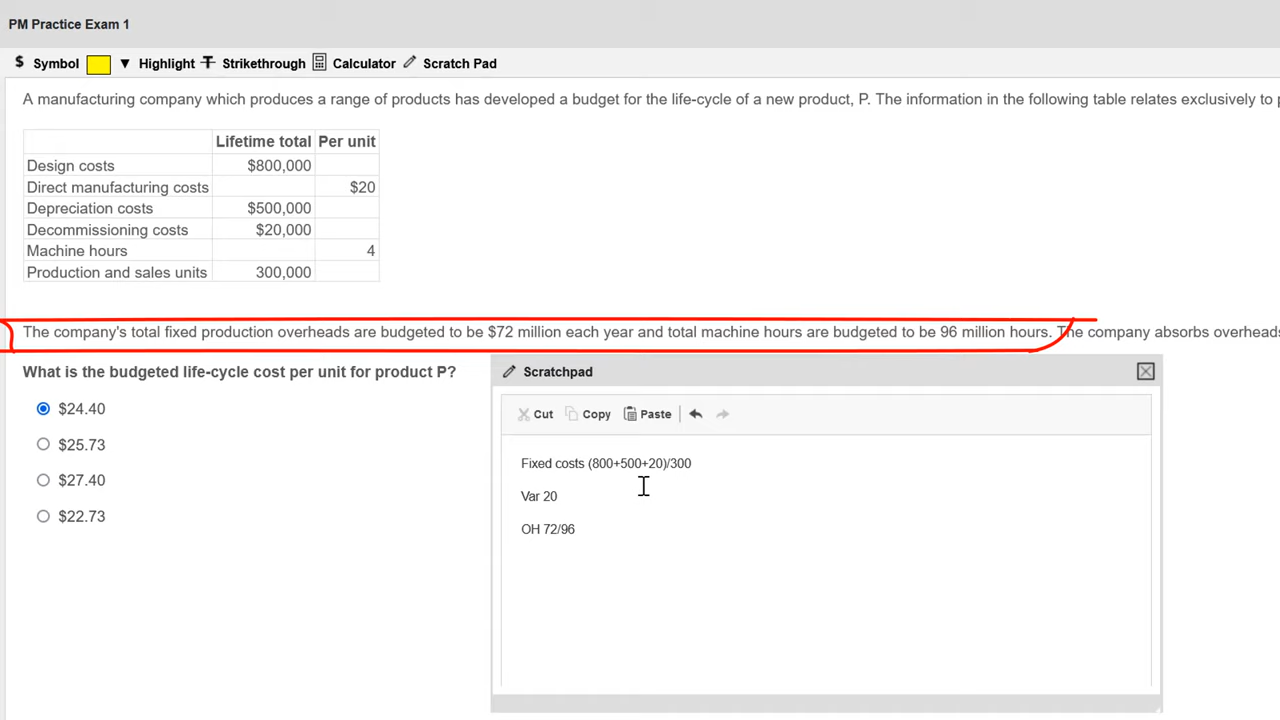 PM Practice Exam 1
$ Symbol ▼ Highlight T Strikethrough Calculator Scratch Pad
A manufacturing company which produces a range of products has developed a budget for the life-cycle of a new product, P. The information in the following table relates exclusively to
Lifetime total Per unit
Design costs $800,000
Direct manufacturing costs $20
Depreciation costs $500,000
Decommissioning costs $20,000
Machine hours 4
Production and sales units 300,000
The company's total fixed production overheads are budgeted to be $72 million each year and total machine hours are budgeted to be 96 million hours. The company absorbs overheads
What is the budgeted life-cycle cost per unit for product P?
$24.40
$25.73
$27.40
$22.73
Scratchpad
Cut Copy Paste
Fixed costs (800+500+20)/300
Var 20
OH 72/96